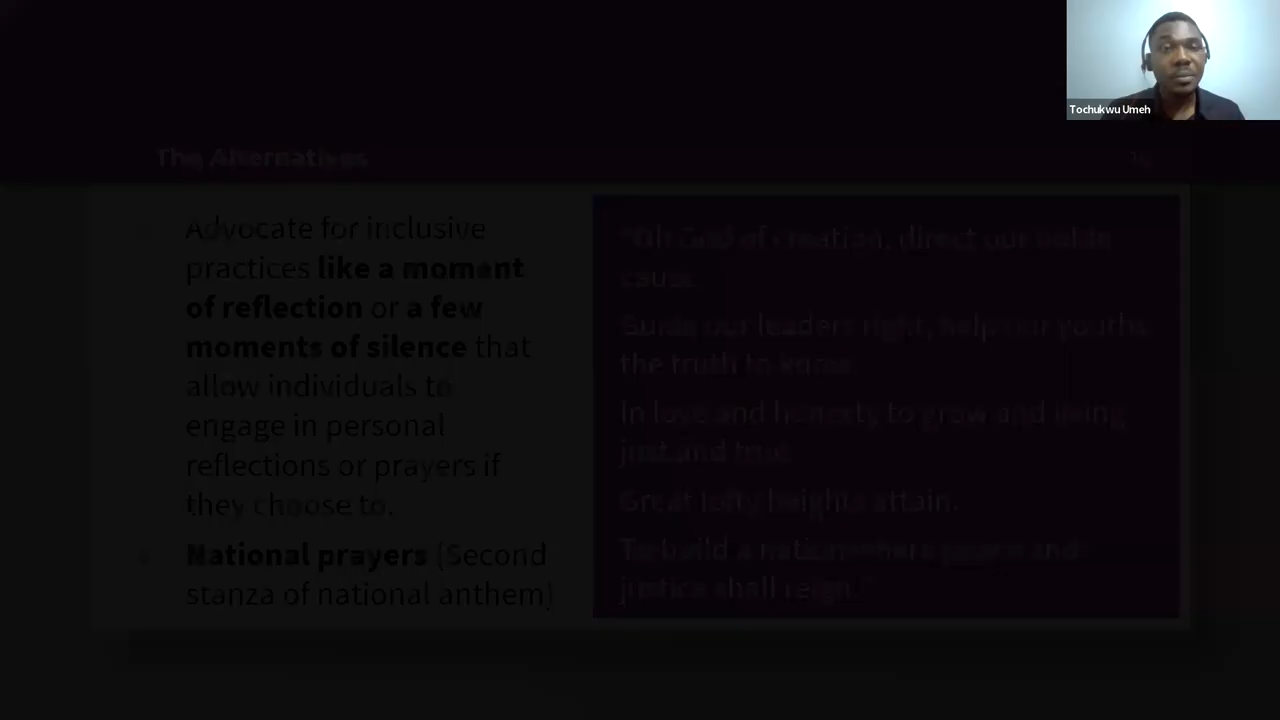 Tochukwu Umeh
The Alternatives
Advocate for inclusive
practices like a moment
of reflection or a few
moments of silence that
allow individuals to
engage in personal
reflections or prayers if
they choose to.
National prayers (Second
stanza of national anthem)
"Oh God of creation, direct our noble
cause
Guide our leaders right, help our youths
the truth to know
In love and honesty to grow and living
just and true
Great lofty heights attain.
To build a nation where peace and
justice shall reign."